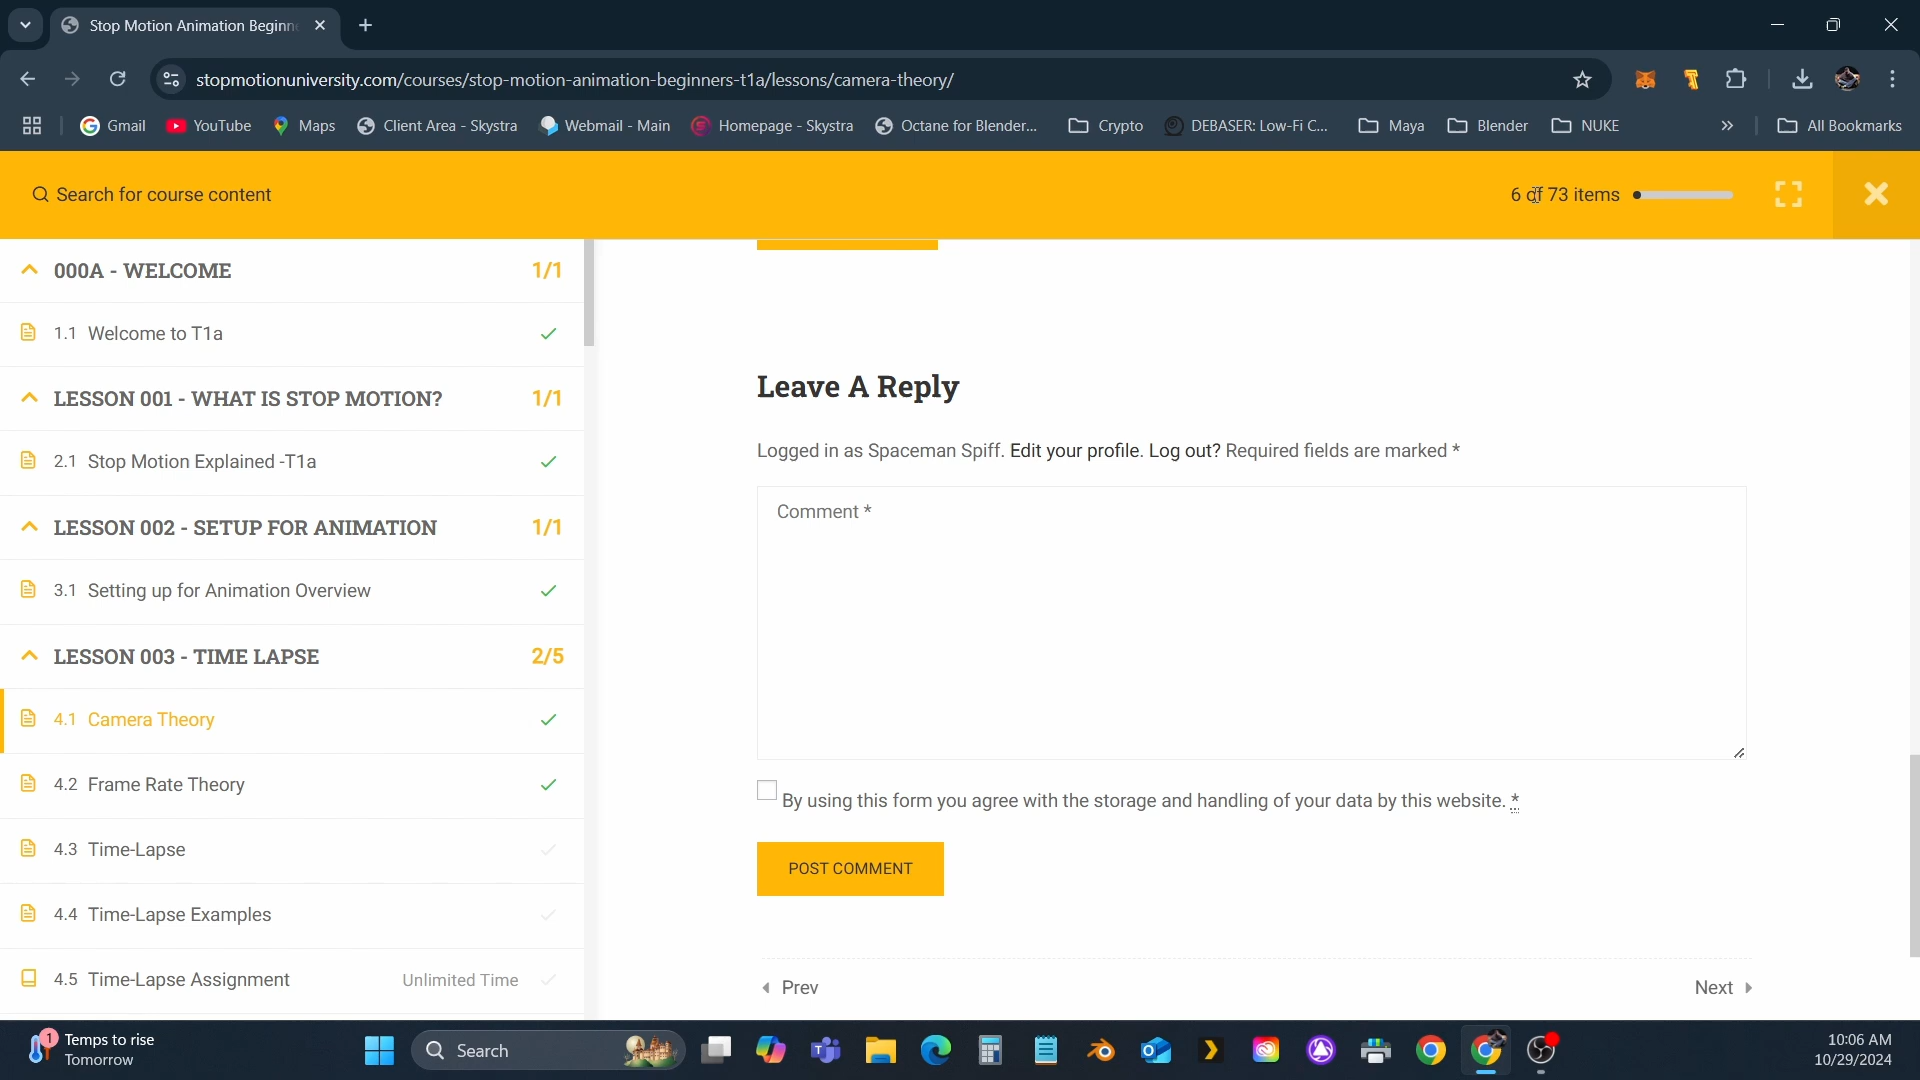 Stop Motion Animation Beginn
stopmotionuniversity.com/courses/stop-motion-animation-beginners-t1a/lessons/camera-theory/
Gmail YouTube Maps Client Area - Skystra Webmail - Main Homepage - Skystra Octane for Blender... Crypto DEBASER: Low-Fi C... Maya Blender NUKE » All Bookmarks
Search for course content
6 of 73 items
000A - WELCOME 1/1
1.1 Welcome to T1a
LESSON 001 - WHAT IS STOP MOTION? 1/1
2.1 Stop Motion Explained -T1a
LESSON 002 - SETUP FOR ANIMATION 1/1
3.1 Setting up for Animation Overview
LESSON 003 - TIME LAPSE 2/5
4.1 Camera Theory
4.2 Frame Rate Theory
4.3 Time-Lapse
4.4 Time-Lapse Examples
4.5 Time-Lapse Assignment Unlimited Time
Leave A Reply
Logged in as Spaceman Spiff. Edit your profile. Log out? Required fields are marked *
Comment *
By using this form you agree with the storage and handling of your data by this website. *
POST COMMENT
Prev
Next
1
Temps to rise
Tomorrow
Search
10:06 AM
10/29/2024